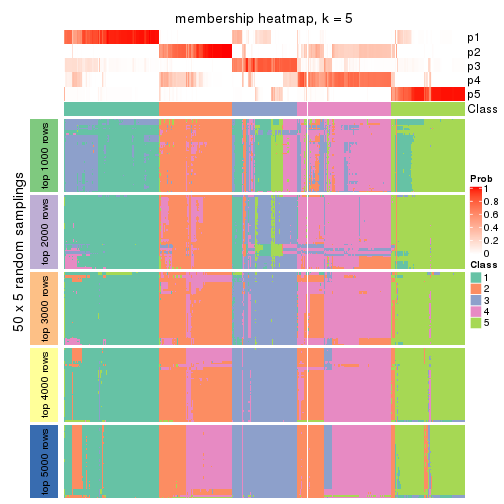 membership heatmap, k = 5
p1
p2
p3
p4
p5
Class
50 x 5 random samplings
top 1000 rows
top 2000 rows
top 3000 rows
top 4000 rows
top 5000 rows
Prob
1
0.8
0.6
0.4
0.2
0
Class
1
2
3
4
5